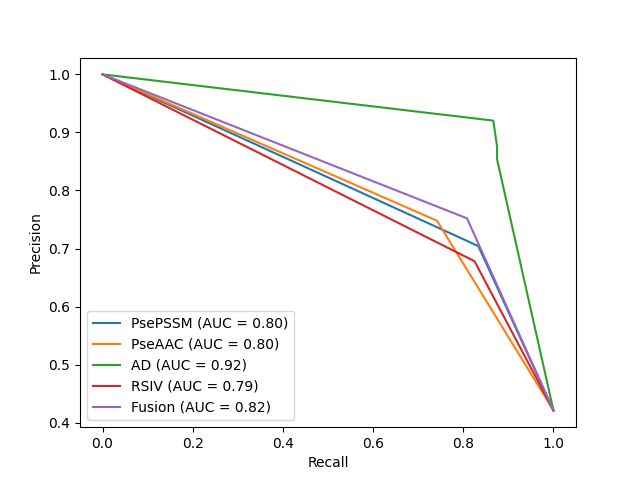 1.0
0.9
0.8
0.7
0.6
0.5
0.4
Precision
PsePSSM (AUC = 0.80)
PseAAC (AUC = 0.80)
AD (AUC = 0.92)
RSIV (AUC = 0.79)
Fusion (AUC = 0.82)
0.0 0.2 0.4 0.6 0.8 1.0
Recall